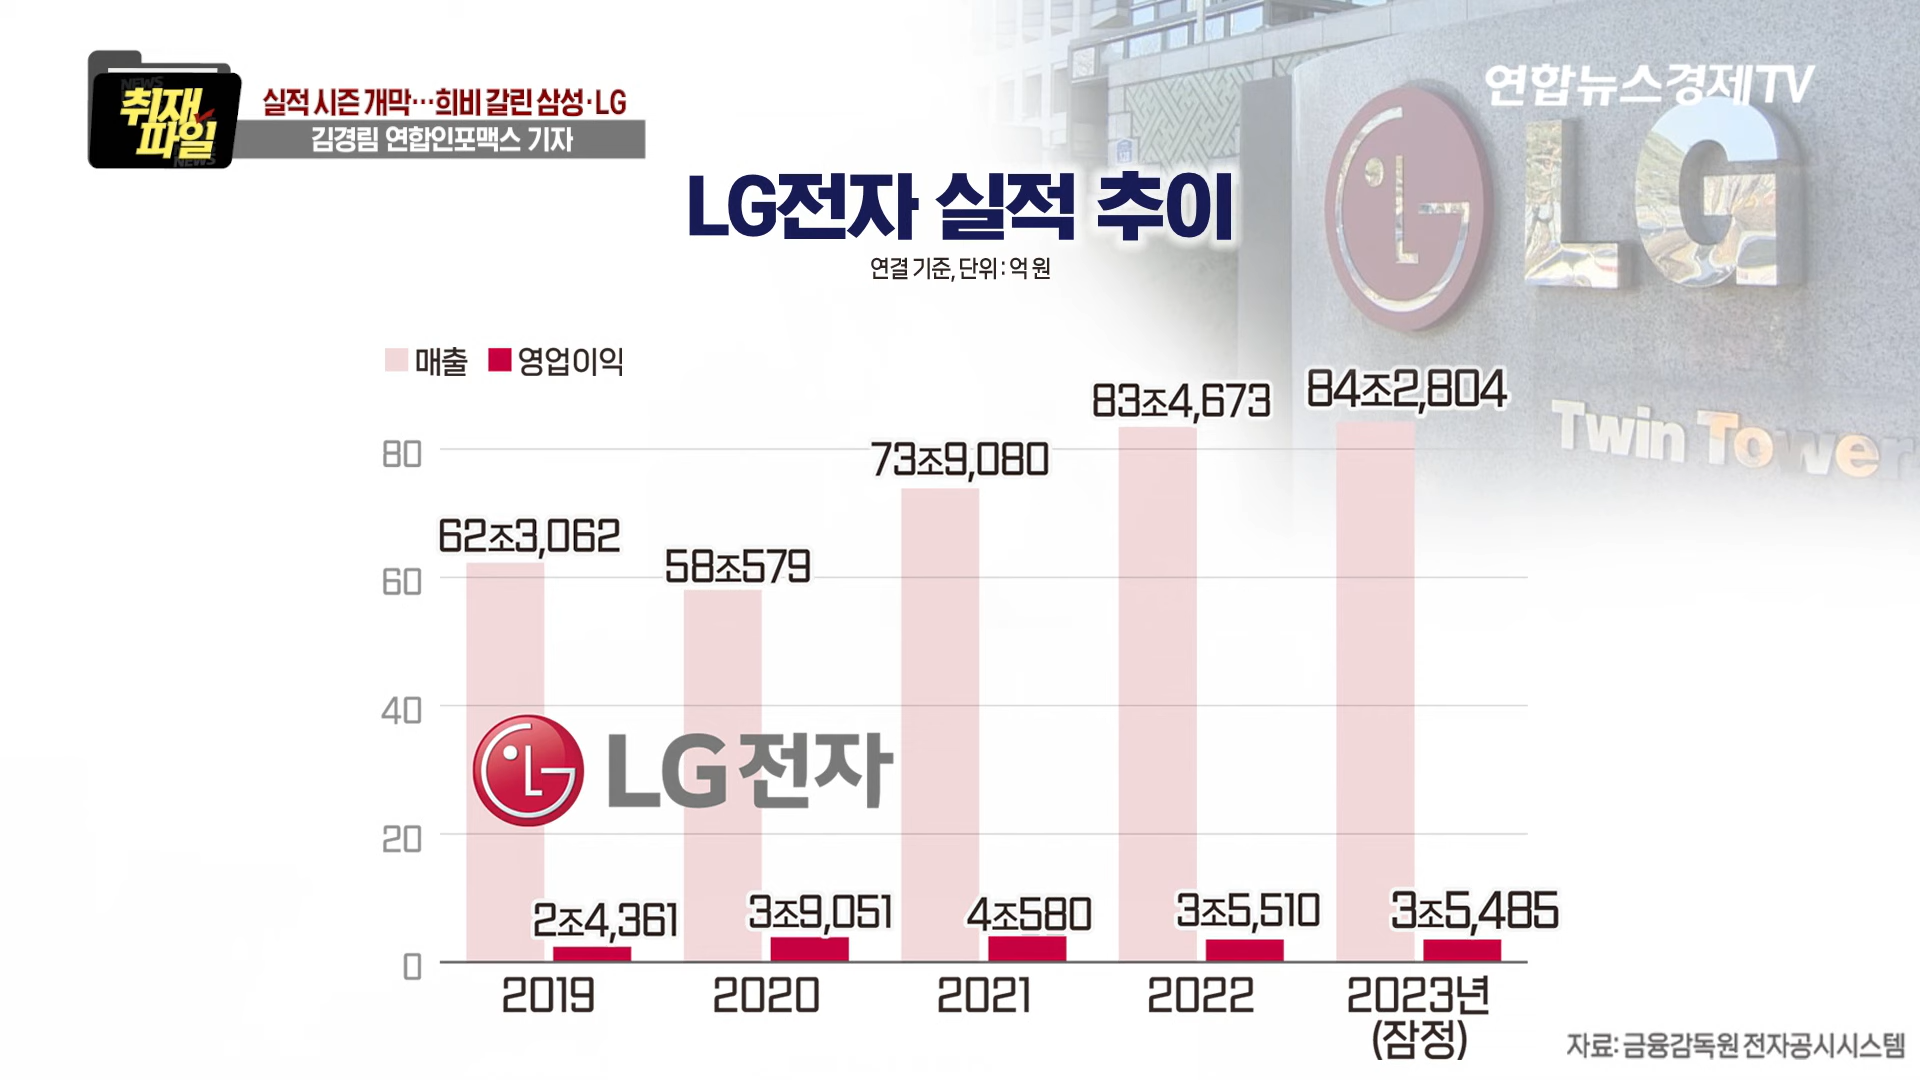 취재
파일
NEWS
NEWS
실적 시즌 개막…희비 갈린 삼성·LG
김경림 연합인포맥스 기자
연합뉴스경제TV
LG
Twin Tower
LG전자 실적 추이
연결 기준, 단위 : 억 원
매출 영업이익
80
60
40
20
0
62조3,062
58조579
73조9,080
83조4,673
84조2,804
LG전자
2조4,361
3조9,051
4조580
3조5,510
3조5,485
2019 2020 2021 2022 2023년
(잠정)
자료: 금융감독원 전자공시시스템